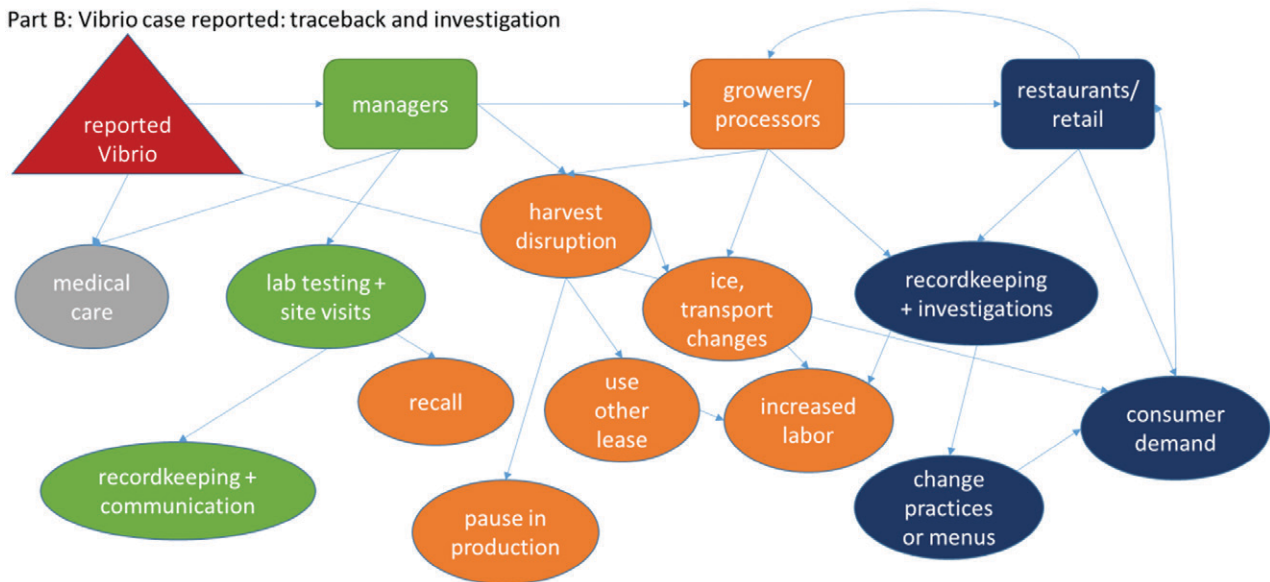 Part B: Vibrio case reported: traceback and investigation
reported
Vibrio
managers
growers/
processors
restaurants/
retail
medical
care
lab testing +
site visits
harvest
disruption
ice,
transport
changes
recordkeeping
+ investigations
recall
use
other
lease
increased
labor
consumer
demand
recordkeeping +
communication
pause in
production
change
practices
or menus